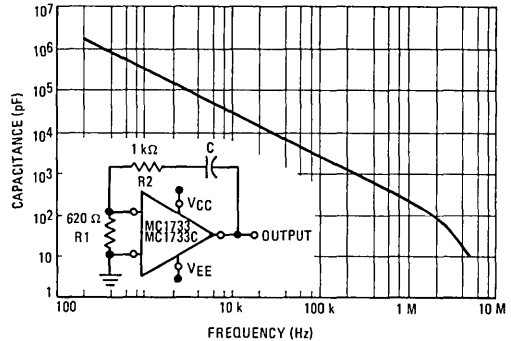 10⁷
10⁶
10⁵
10⁴
10³
10²
10
1
CAPACITANCE (pF)
100
10 k
100 k
1 M
10 M
FREQUENCY (Hz)
1 kΩ
C
R2
620 Ω
R1
VCC
MC1733
MC1733C
OUTPUT
VEE